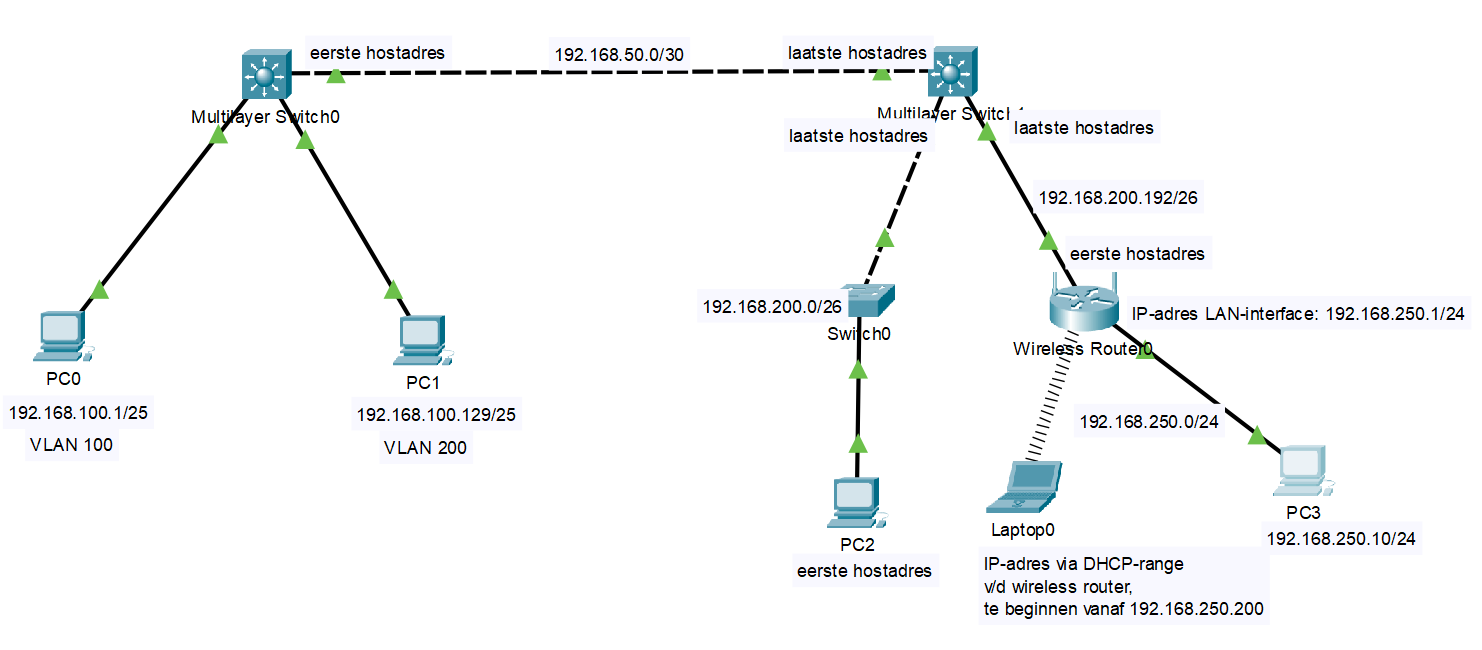 eerste hostadres
192.168.50.0/30
laatste hostadres
Multilayer Switch0
Multilayer Switch1
laatste hostadres
laatste hostadres
192.168.200.192/26
eerste hostadres
192.168.200.0/26
IP-adres LAN-interface: 192.168.250.1/24
Switch0
Wireless Router0
PC0
PC1
192.168.100.1/25
192.168.100.129/25
192.168.250.0/24
VLAN 100
VLAN 200
PC3
Laptop0
192.168.250.10/24
PC2
eerste hostadres
IP-adres via DHCP-range
v/d wireless router,
te beginnen vanaf 192.168.250.200